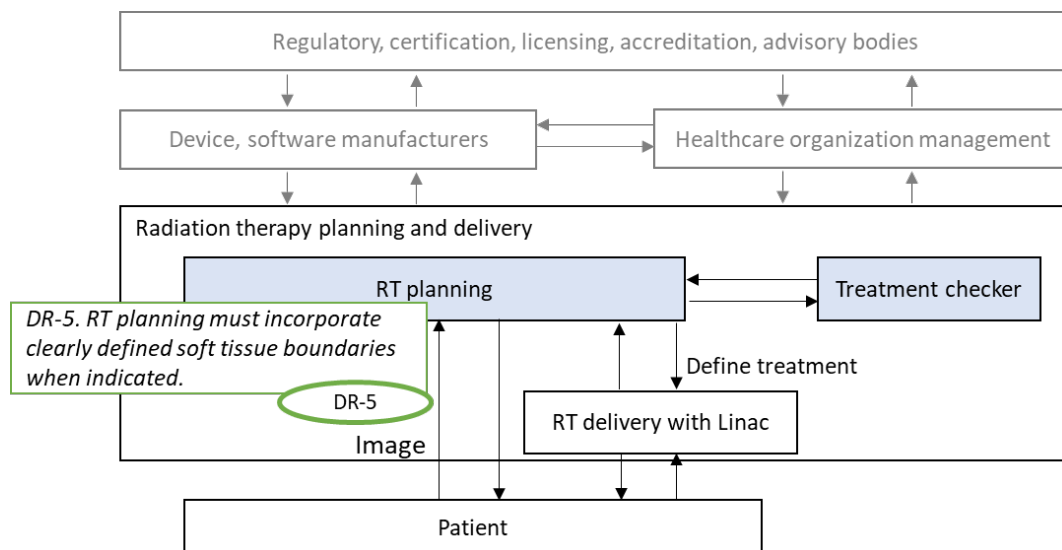 Regulatory, certification, licensing, accreditation, advisory bodies
Device, software manufacturers
Healthcare organization management
Radiation therapy planning and delivery
RT planning
Treatment checker
DR-5. RT planning must incorporate
clearly defined soft tissue boundaries
when indicated.
Define treatment
DR-5
RT delivery with Linac
Image
Patient